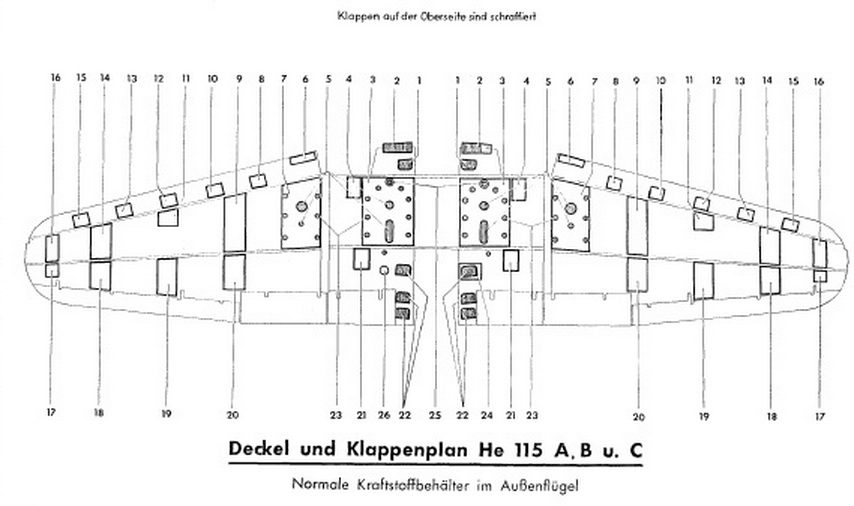 Klappen auf der Oberseite sind schraffiert
16 15 14 13 12 11 10 9 8 7 6 5 4 3 2 1 1 2 3 4 5 6 7 8 9 10 11 12 13 14 15 16
17 18 19 20 23 21 26 22 25 22 24 21 23 20 19 18 17
Deckel und Klappenplan He 115 A, B u. C
Normale Kraftstoffbehälter im Außenflügel